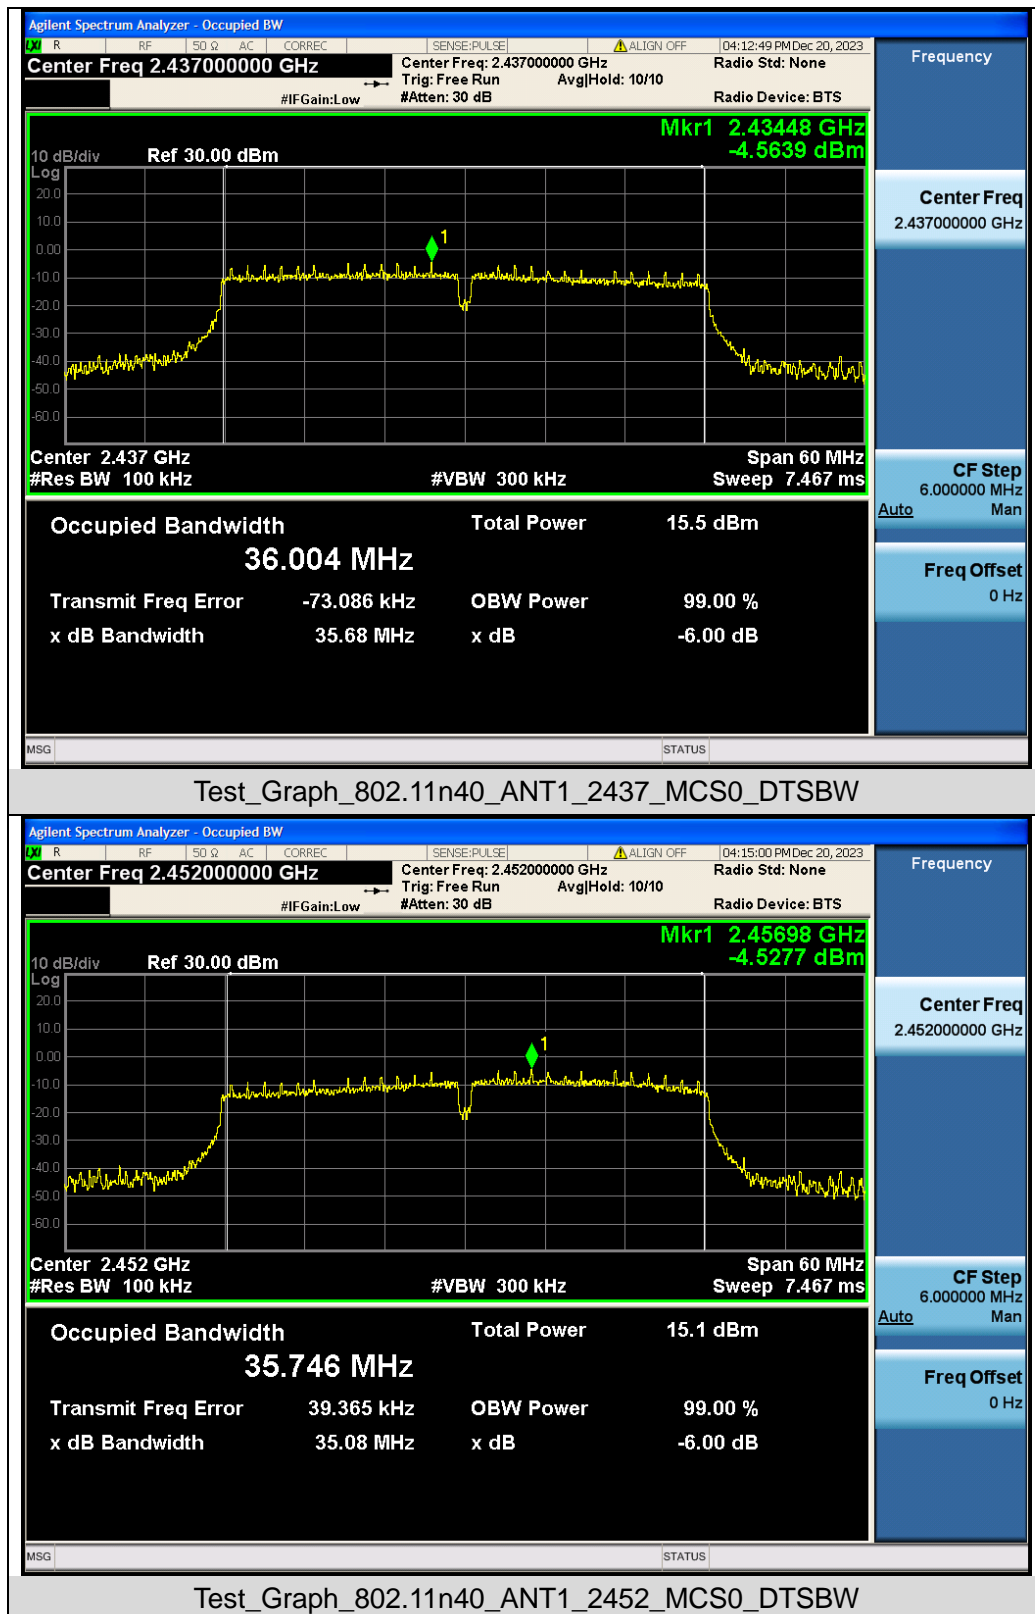 Agilent Spectrum Analyzer - Occupied BW
LXI R RF 50 Ω AC CORREC SENSE:PULSE ALIGN OFF 04:12:49 PM Dec 20, 2023
Center Freq 2.437000000 GHz
Center Freq: 2.437000000 GHz
Radio Std: None
Trig: Free Run Avg|Hold: 10/10
#IFGain:Low #Atten: 30 dB Radio Device: BTS
Frequency
Mkr1 2.43448 GHz
-4.5639 dBm
10 dB/div Ref 30.00 dBm
Log
20.0
10.0
0.00
-10.0
-20.0
-30.0
-40.0
-50.0
-60.0
1
Center 2.437 GHz Span 60 MHz
#Res BW 100 kHz #VBW 300 kHz Sweep 7.467 ms
Center Freq
2.437000000 GHz
CF Step
6.000000 MHz
Auto Man
Freq Offset
0 Hz
Occupied Bandwidth Total Power 15.5 dBm
36.004 MHz
Transmit Freq Error -73.086 kHz OBW Power 99.00 %
x dB Bandwidth 35.68 MHz x dB -6.00 dB
MSG STATUS
Test_Graph_802.11n40_ANT1_2437_MCS0_DTSBW
Agilent Spectrum Analyzer - Occupied BW
LXI R RF 50 Ω AC CORREC SENSE:PULSE ALIGN OFF 04:15:00 PM Dec 20, 2023
Center Freq 2.452000000 GHz
Center Freq: 2.452000000 GHz
Radio Std: None
Trig: Free Run Avg|Hold: 10/10
#IFGain:Low #Atten: 30 dB Radio Device: BTS
Frequency
Mkr1 2.45698 GHz
-4.5277 dBm
10 dB/div Ref 30.00 dBm
Log
20.0
10.0
0.00
-10.0
-20.0
-30.0
-40.0
-50.0
-60.0
1
Center 2.452 GHz Span 60 MHz
#Res BW 100 kHz #VBW 300 kHz Sweep 7.467 ms
Center Freq
2.452000000 GHz
CF Step
6.000000 MHz
Auto Man
Freq Offset
0 Hz
Occupied Bandwidth Total Power 15.1 dBm
35.746 MHz
Transmit Freq Error 39.365 kHz OBW Power 99.00 %
x dB Bandwidth 35.08 MHz x dB -6.00 dB
MSG STATUS
Test_Graph_802.11n40_ANT1_2452_MCS0_DTSBW